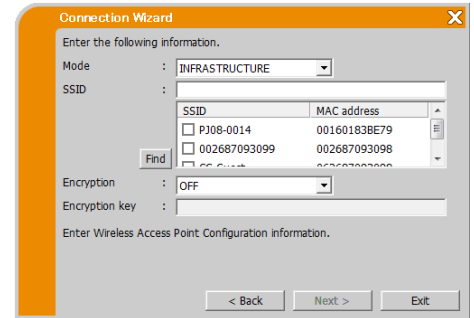 Connection Wizard
Enter the following information.
Mode : INFRASTRUCTURE
SSID :
SSID MAC address
PJ08-0014 00160183BE79
002687093099 002687093098
Find
Encryption : OFF
Encryption key :
Enter Wireless Access Point Configuration information.
< Back Next > Exit